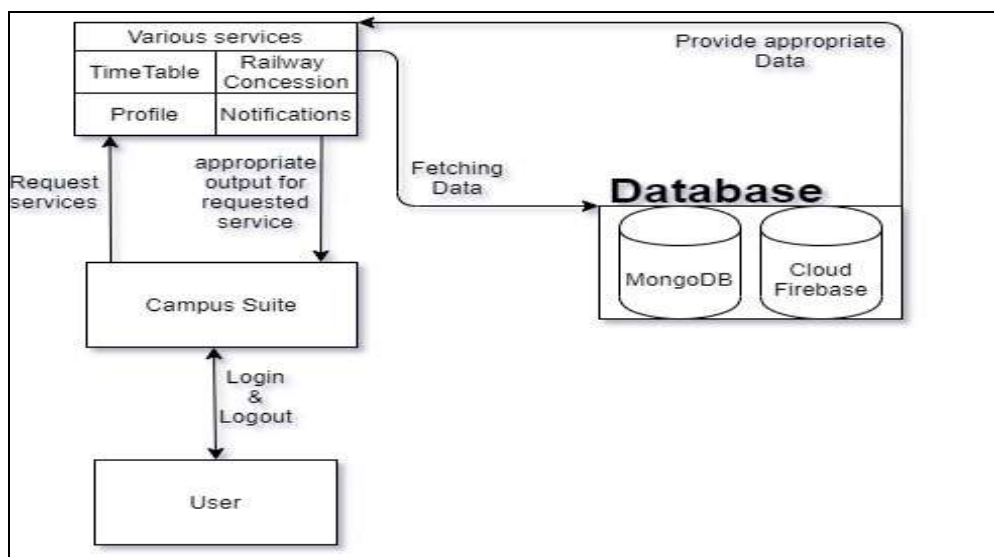 Various services
TimeTable
Railway
Concession
Profile
Notifications
Provide appropriate
Data
Request
services
appropriate
output for
requested
service
Fetching
Data
Database
MongoDB
Cloud
Firebase
Campus Suite
Login
&
Logout
User